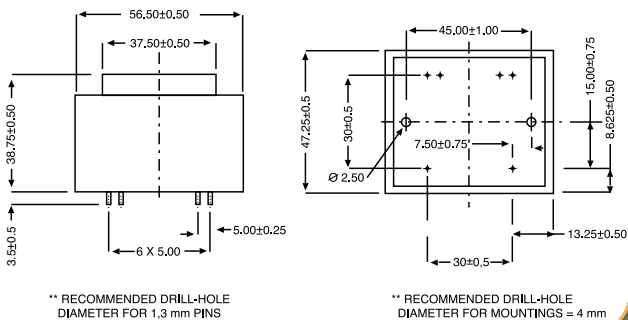 56.50±0.50
37.50±0.50
38.75±0.50
3.5±0.5
5.00±0.25
6 X 5.00
** RECOMMENDED DRILL-HOLE
DIAMETER FOR 1,3 mm PINS
45.00±1.00
47.25±0.5
30±0.5
15.00±0.75
8.625±0.50
7.50±0.75
Ø 2.50
13.25±0.50
30±0,5
** RECOMMENDED DRILL-HOLE
DIAMETER FOR MOUNTINGS = 4 mm